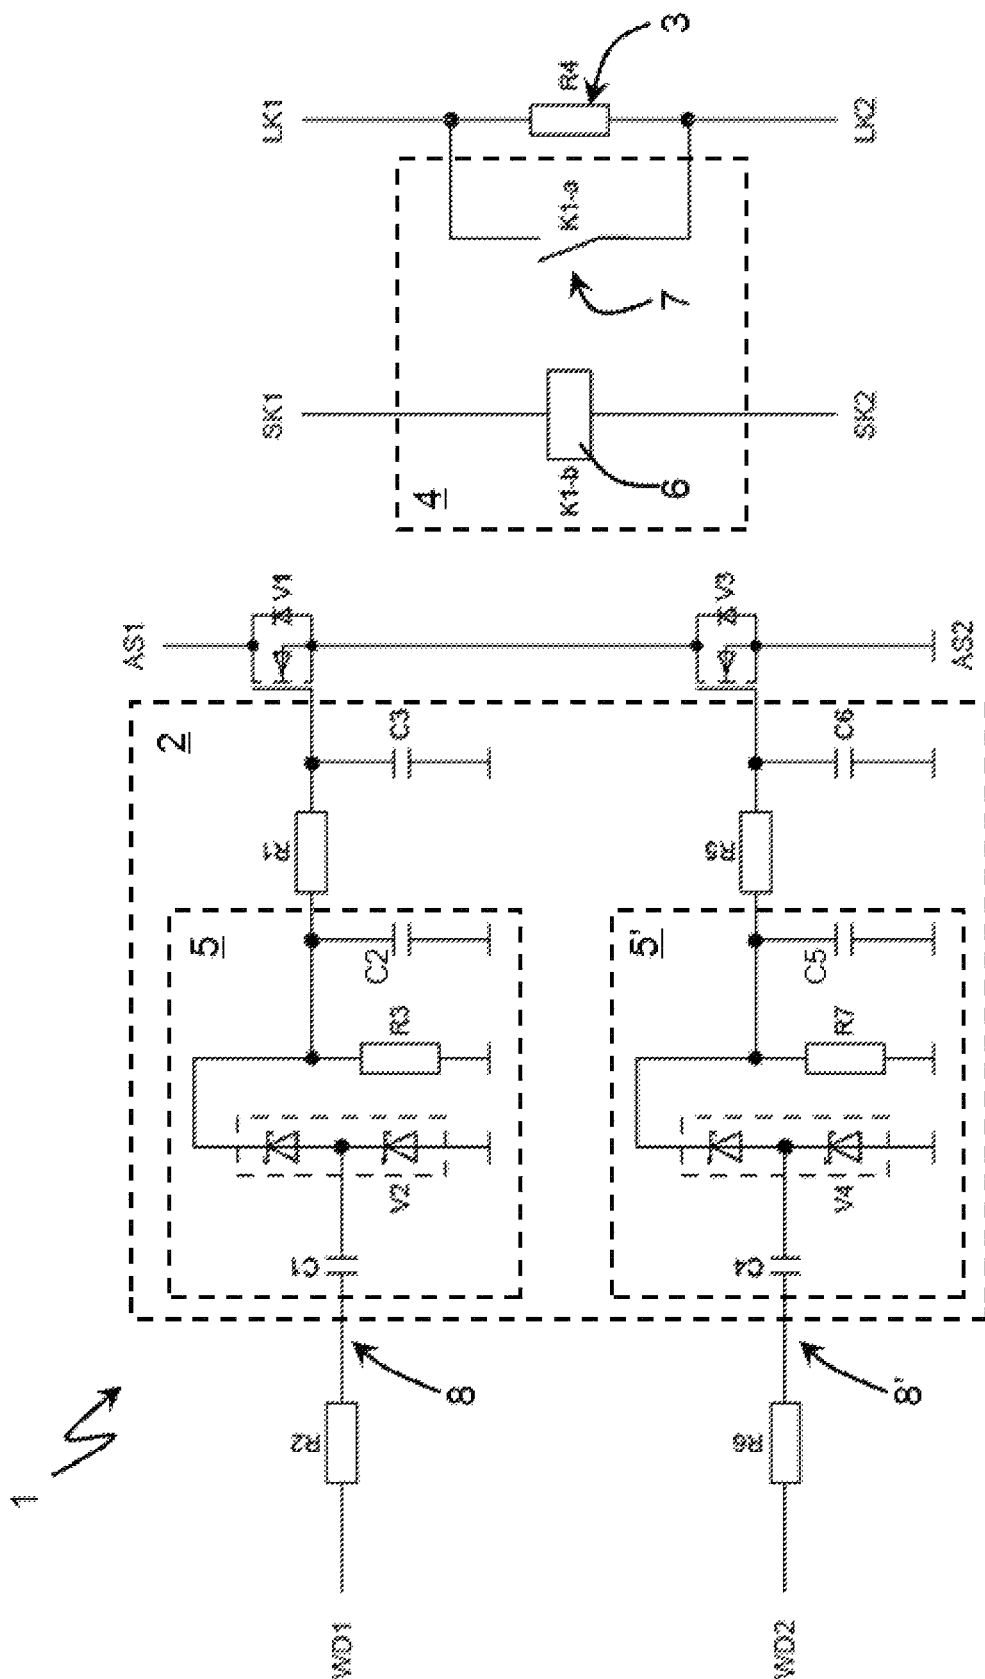 1
WD1
R2
8
C1
V2
R3
5
C2
R1
C3
2
AS1
V1
WD2
R6
8'
C4
V4
R7
5'
C5
R5
C6
V3
AS2
4
SK1
K1-b
6
SK2
7
K1-a
LK1
R4
3
LK2